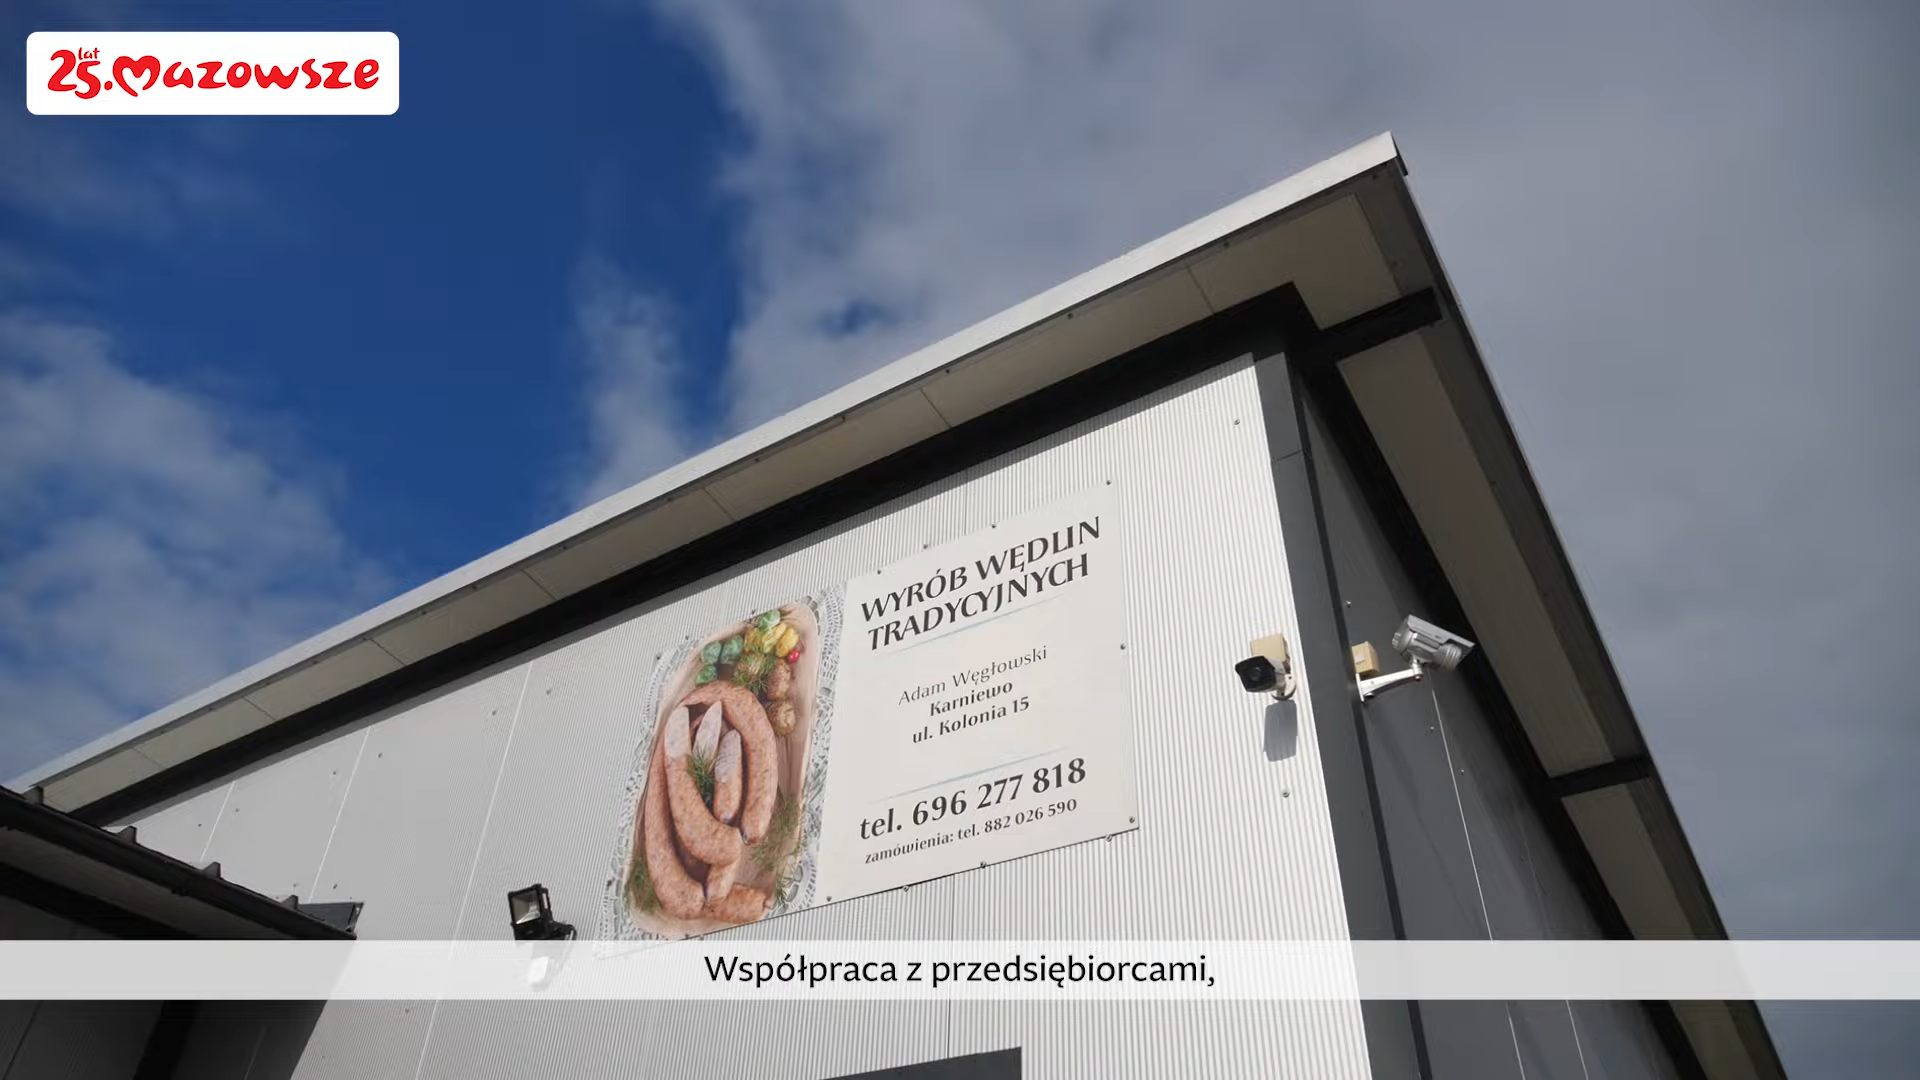 25 lat.Mazowsze
WYRÓB WĘDLIN
TRADYCYJNYCH
Adam Węgłowski
Karniewo
ul. Kolonia 15
tel. 696 277 818
zamówienia: tel. 882 026 590
Współpraca z przedsiębiorcami,